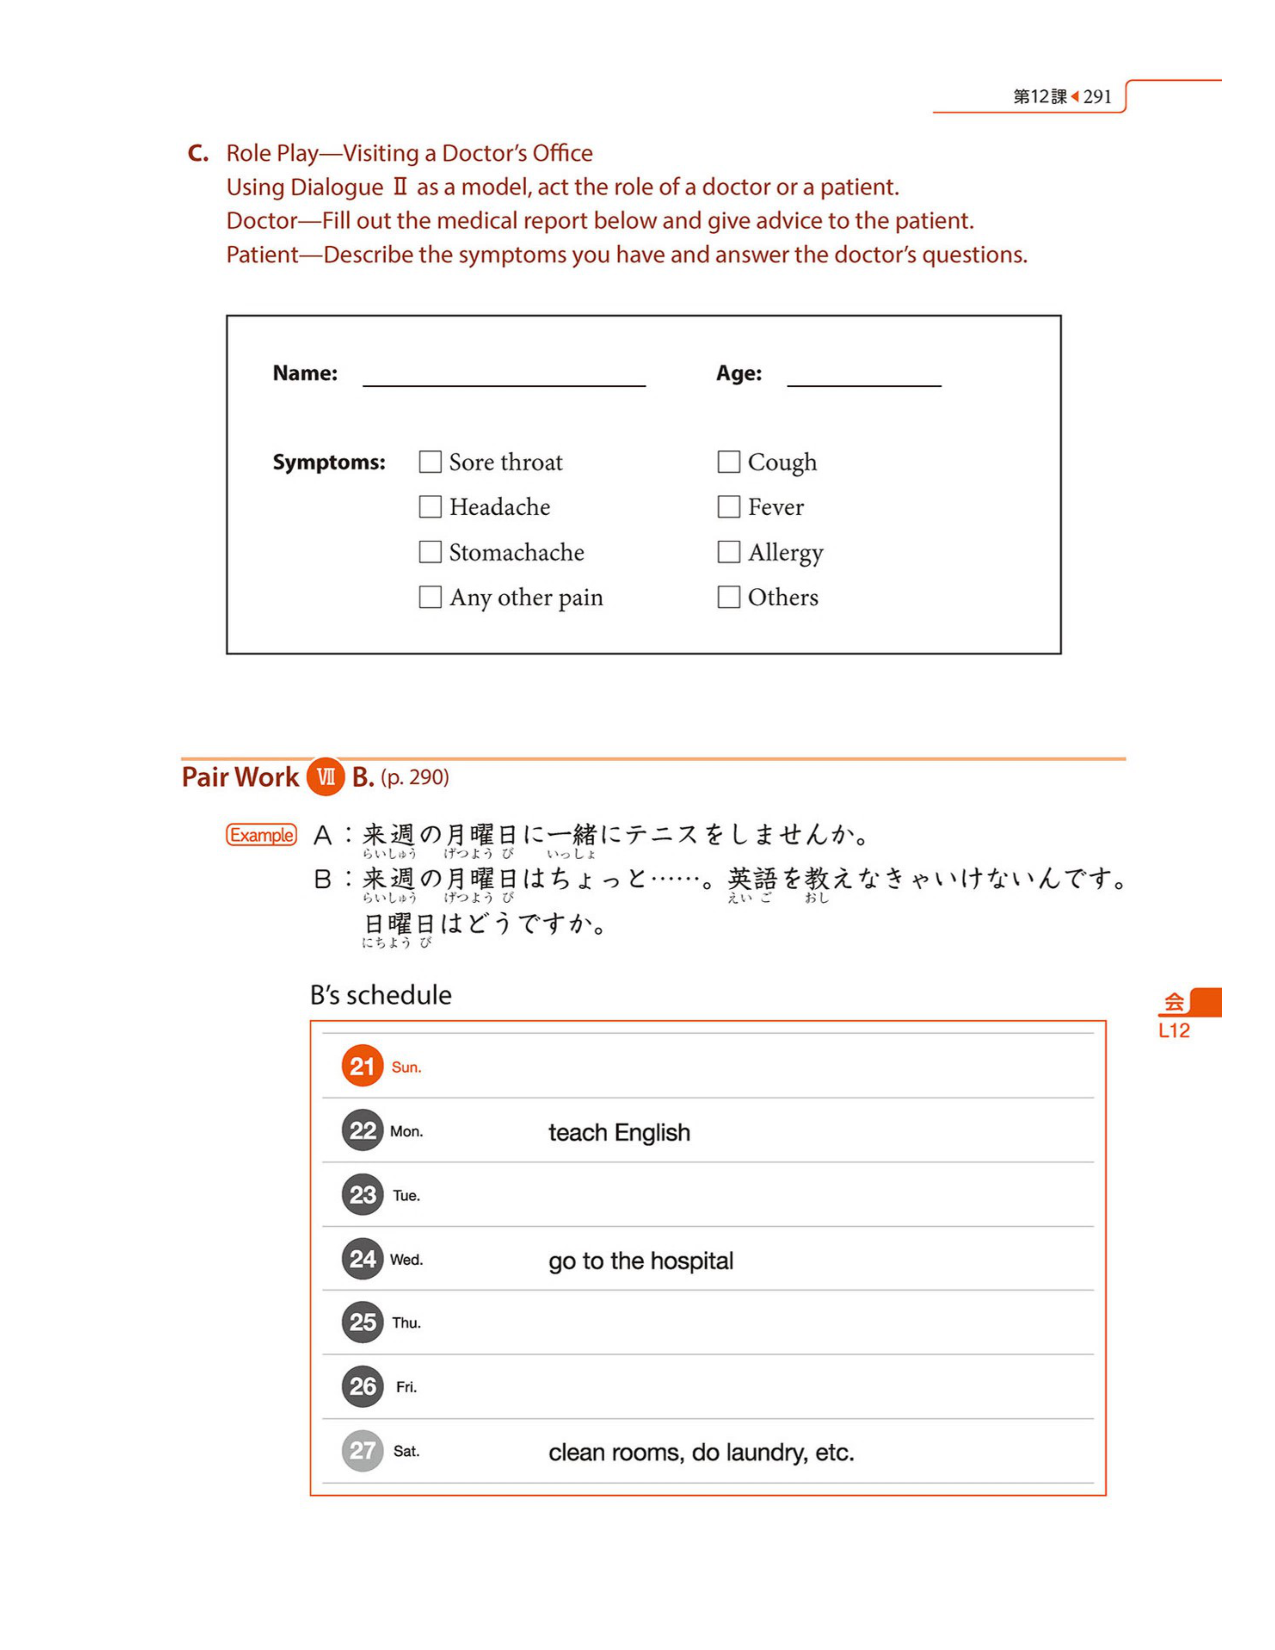 第12課◀291
C. Role Play—Visiting a Doctor's Office
Using Dialogue Ⅱ as a model, act the role of a doctor or a patient.
Doctor—Fill out the medical report below and give advice to the patient.
Patient—Describe the symptoms you have and answer the doctor's questions.
Name: Age:
Symptoms: □ Sore throat □ Cough
□ Headache □ Fever
□ Stomachache □ Allergy
□ Any other pain □ Others
Pair Work Ⅶ B. (p. 290)
Example A：来週の月曜日に一緒にテニスをしませんか。
らいしゅう げつようび いっしょ
B：来週の月曜日はちょっと……。英語を教えなきゃいけないんです。
らいしゅう げつようび えいご おし
日曜日はどうですか。
にちようび
B's schedule
会
L12
21 Sun.
22 Mon. teach English
23 Tue.
24 Wed. go to the hospital
25 Thu.
26 Fri.
27 Sat. clean rooms, do laundry, etc.